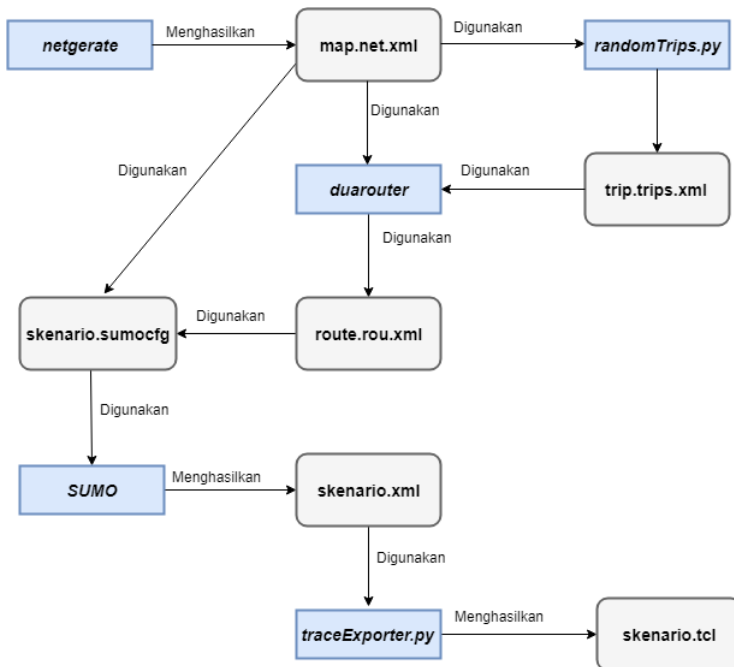 netgerate
Menghasilkan
map.net.xml
Digunakan
randomTrips.py
Digunakan
Digunakan
Digunakan
duarouter
trip.trips.xml
Digunakan
skenario.sumocfg
Digunakan
route.rou.xml
Digunakan
SUMO
Menghasilkan
skenario.xml
Digunakan
traceExporter.py
Menghasilkan
skenario.tcl